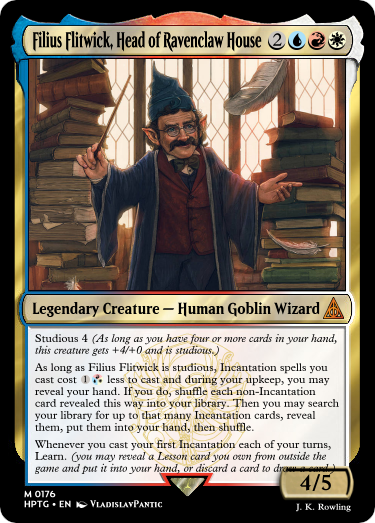 Filius Flitwick, Head of Ravenclaw House 2
Legendary Creature — Human Goblin Wizard
Studious 4 (As long as you have four or more cards in your hand,
this creature gets +4/+0 and is studious.)
As long as Filius Flitwick is studious, Incantation spells you
cast cost 1 less to cast and during your upkeep, you may
reveal your hand. If you do, shuffle each non-Incantation
card revealed this way into your library. Then you may search
your library for up to that many Incantation cards, reveal
them, put them into your hand, then shuffle.
Whenever you cast your first Incantation each of your turns,
Learn. (you may reveal a Lesson card you own from outside the
game and put it into your hand, or discard a card to draw a card.)
4/5
M 0176
HPTG • EN VladislavPantic
J. K. Rowling